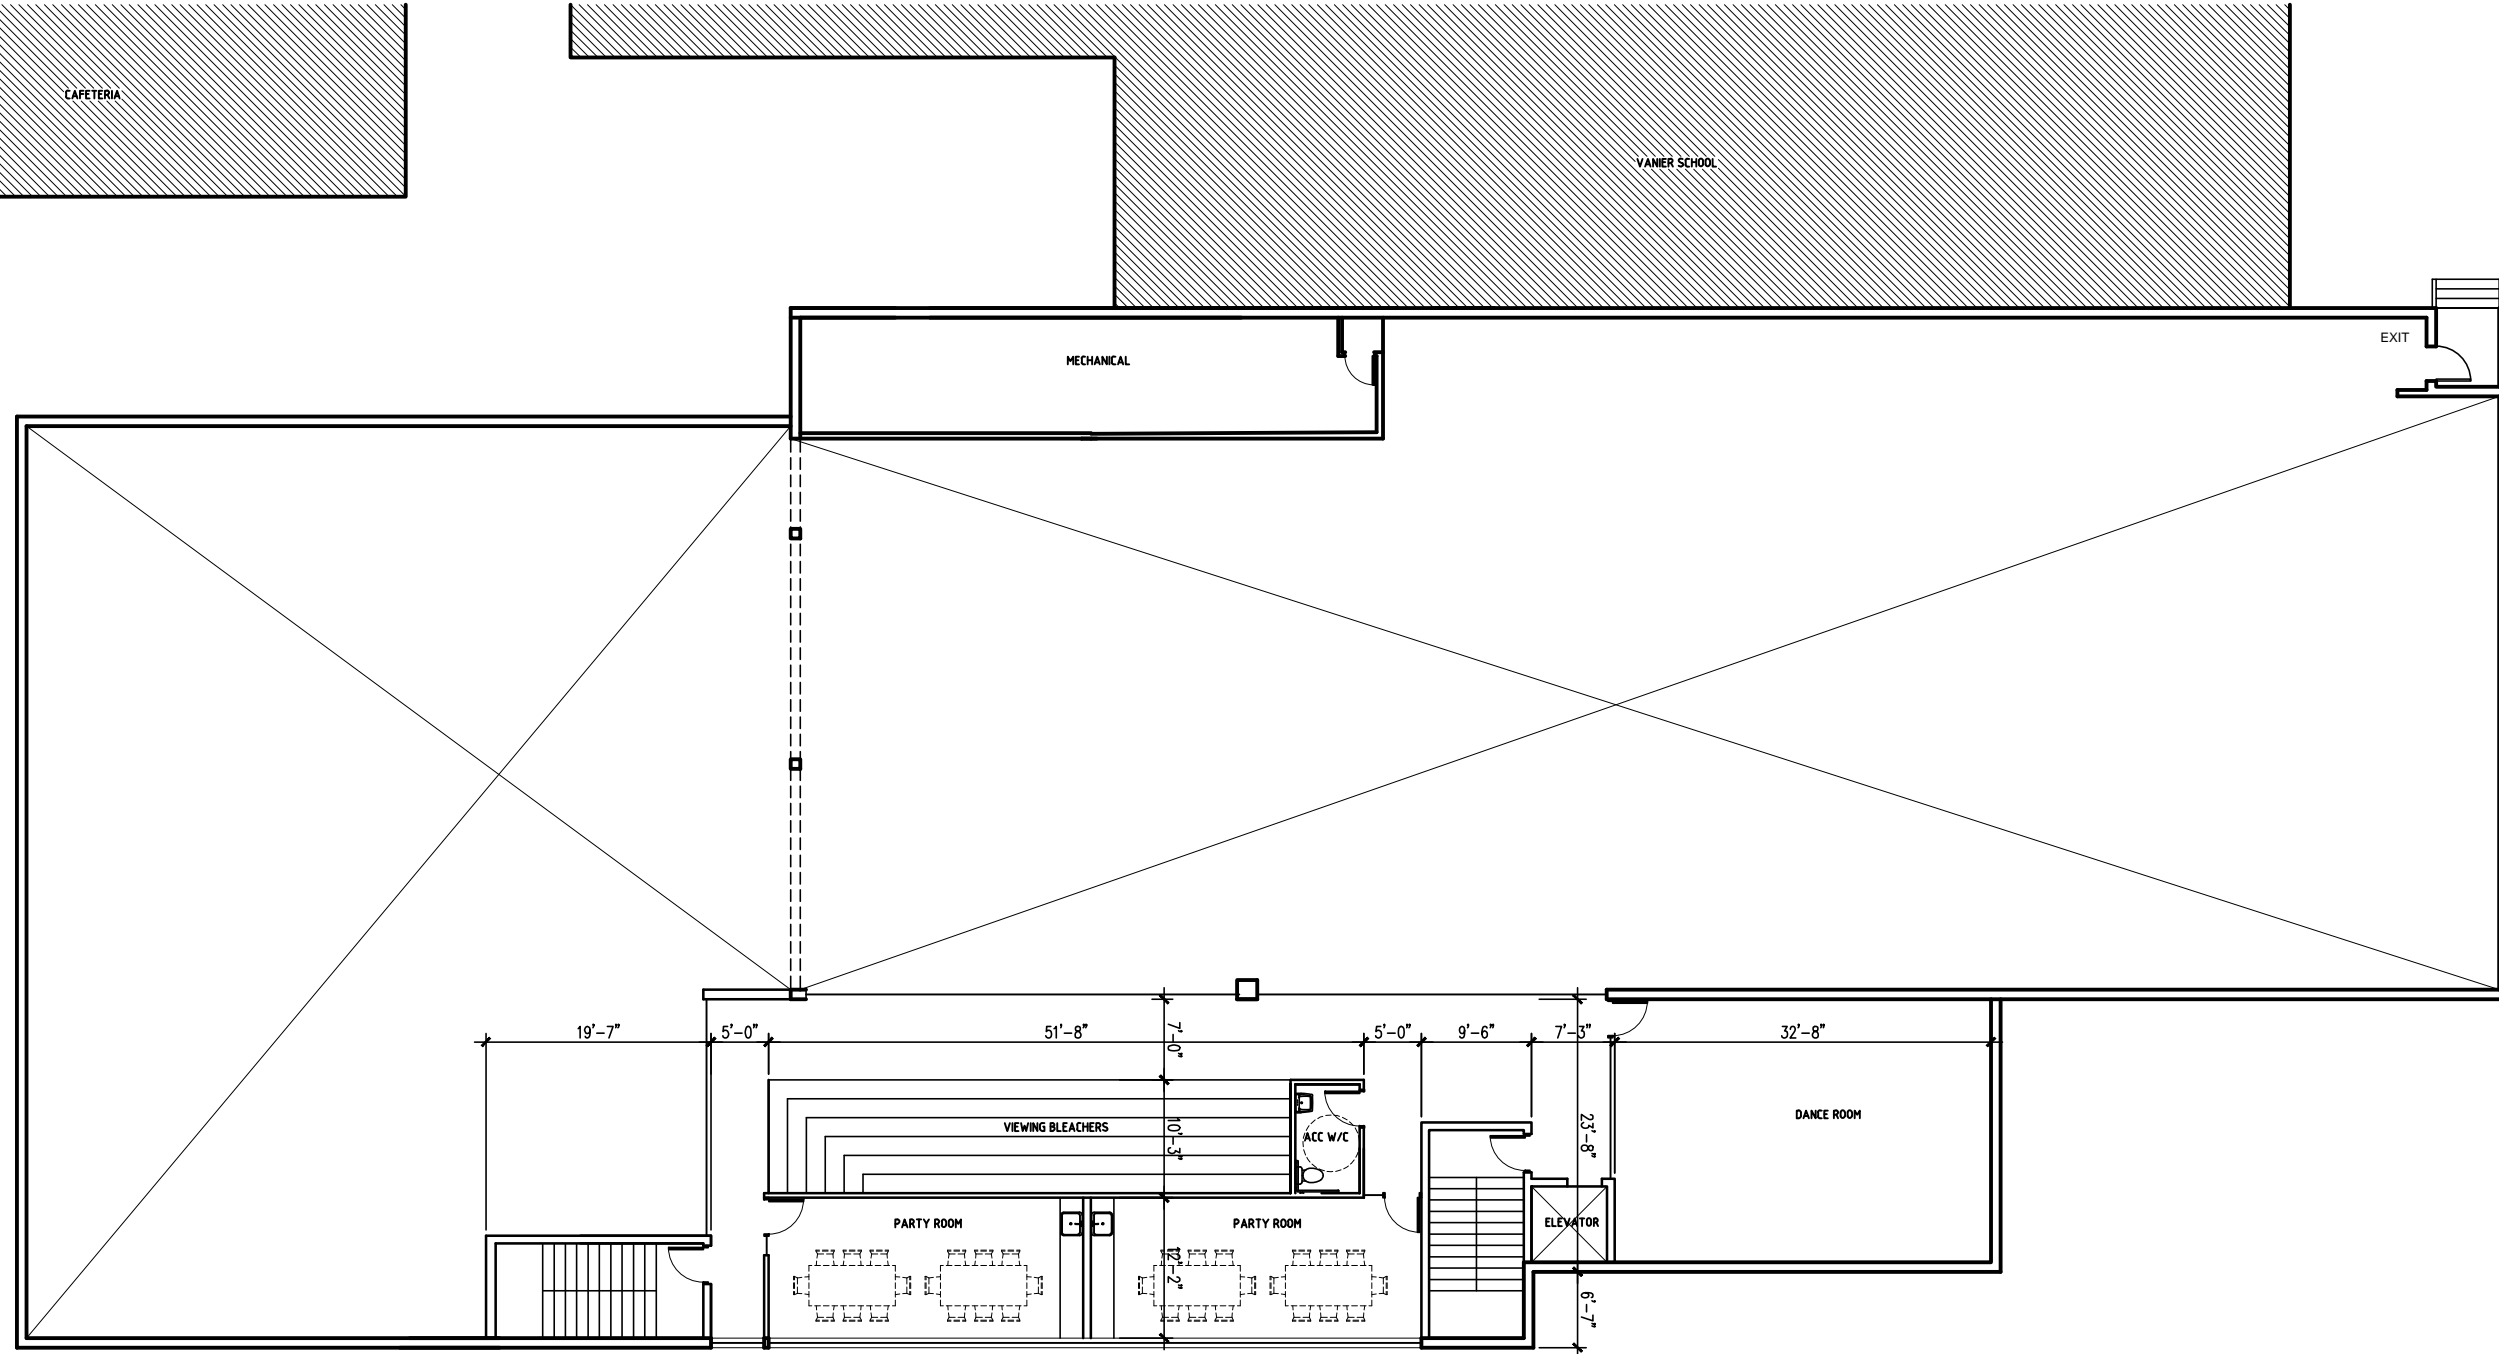 CAFETERIA
VANIER SCHOOL
EXIT
MECHANICAL
19'-7"
5'-0"
51'-8"
5'-0"
9'-6"
7'-3"
32'-8"
7'-0"
10'-3"
12'-2"
23'-8"
6'-7"
DANCE ROOM
VIEWING BLEACHERS
ACC W/C
PARTY ROOM
PARTY ROOM
ELEVATOR